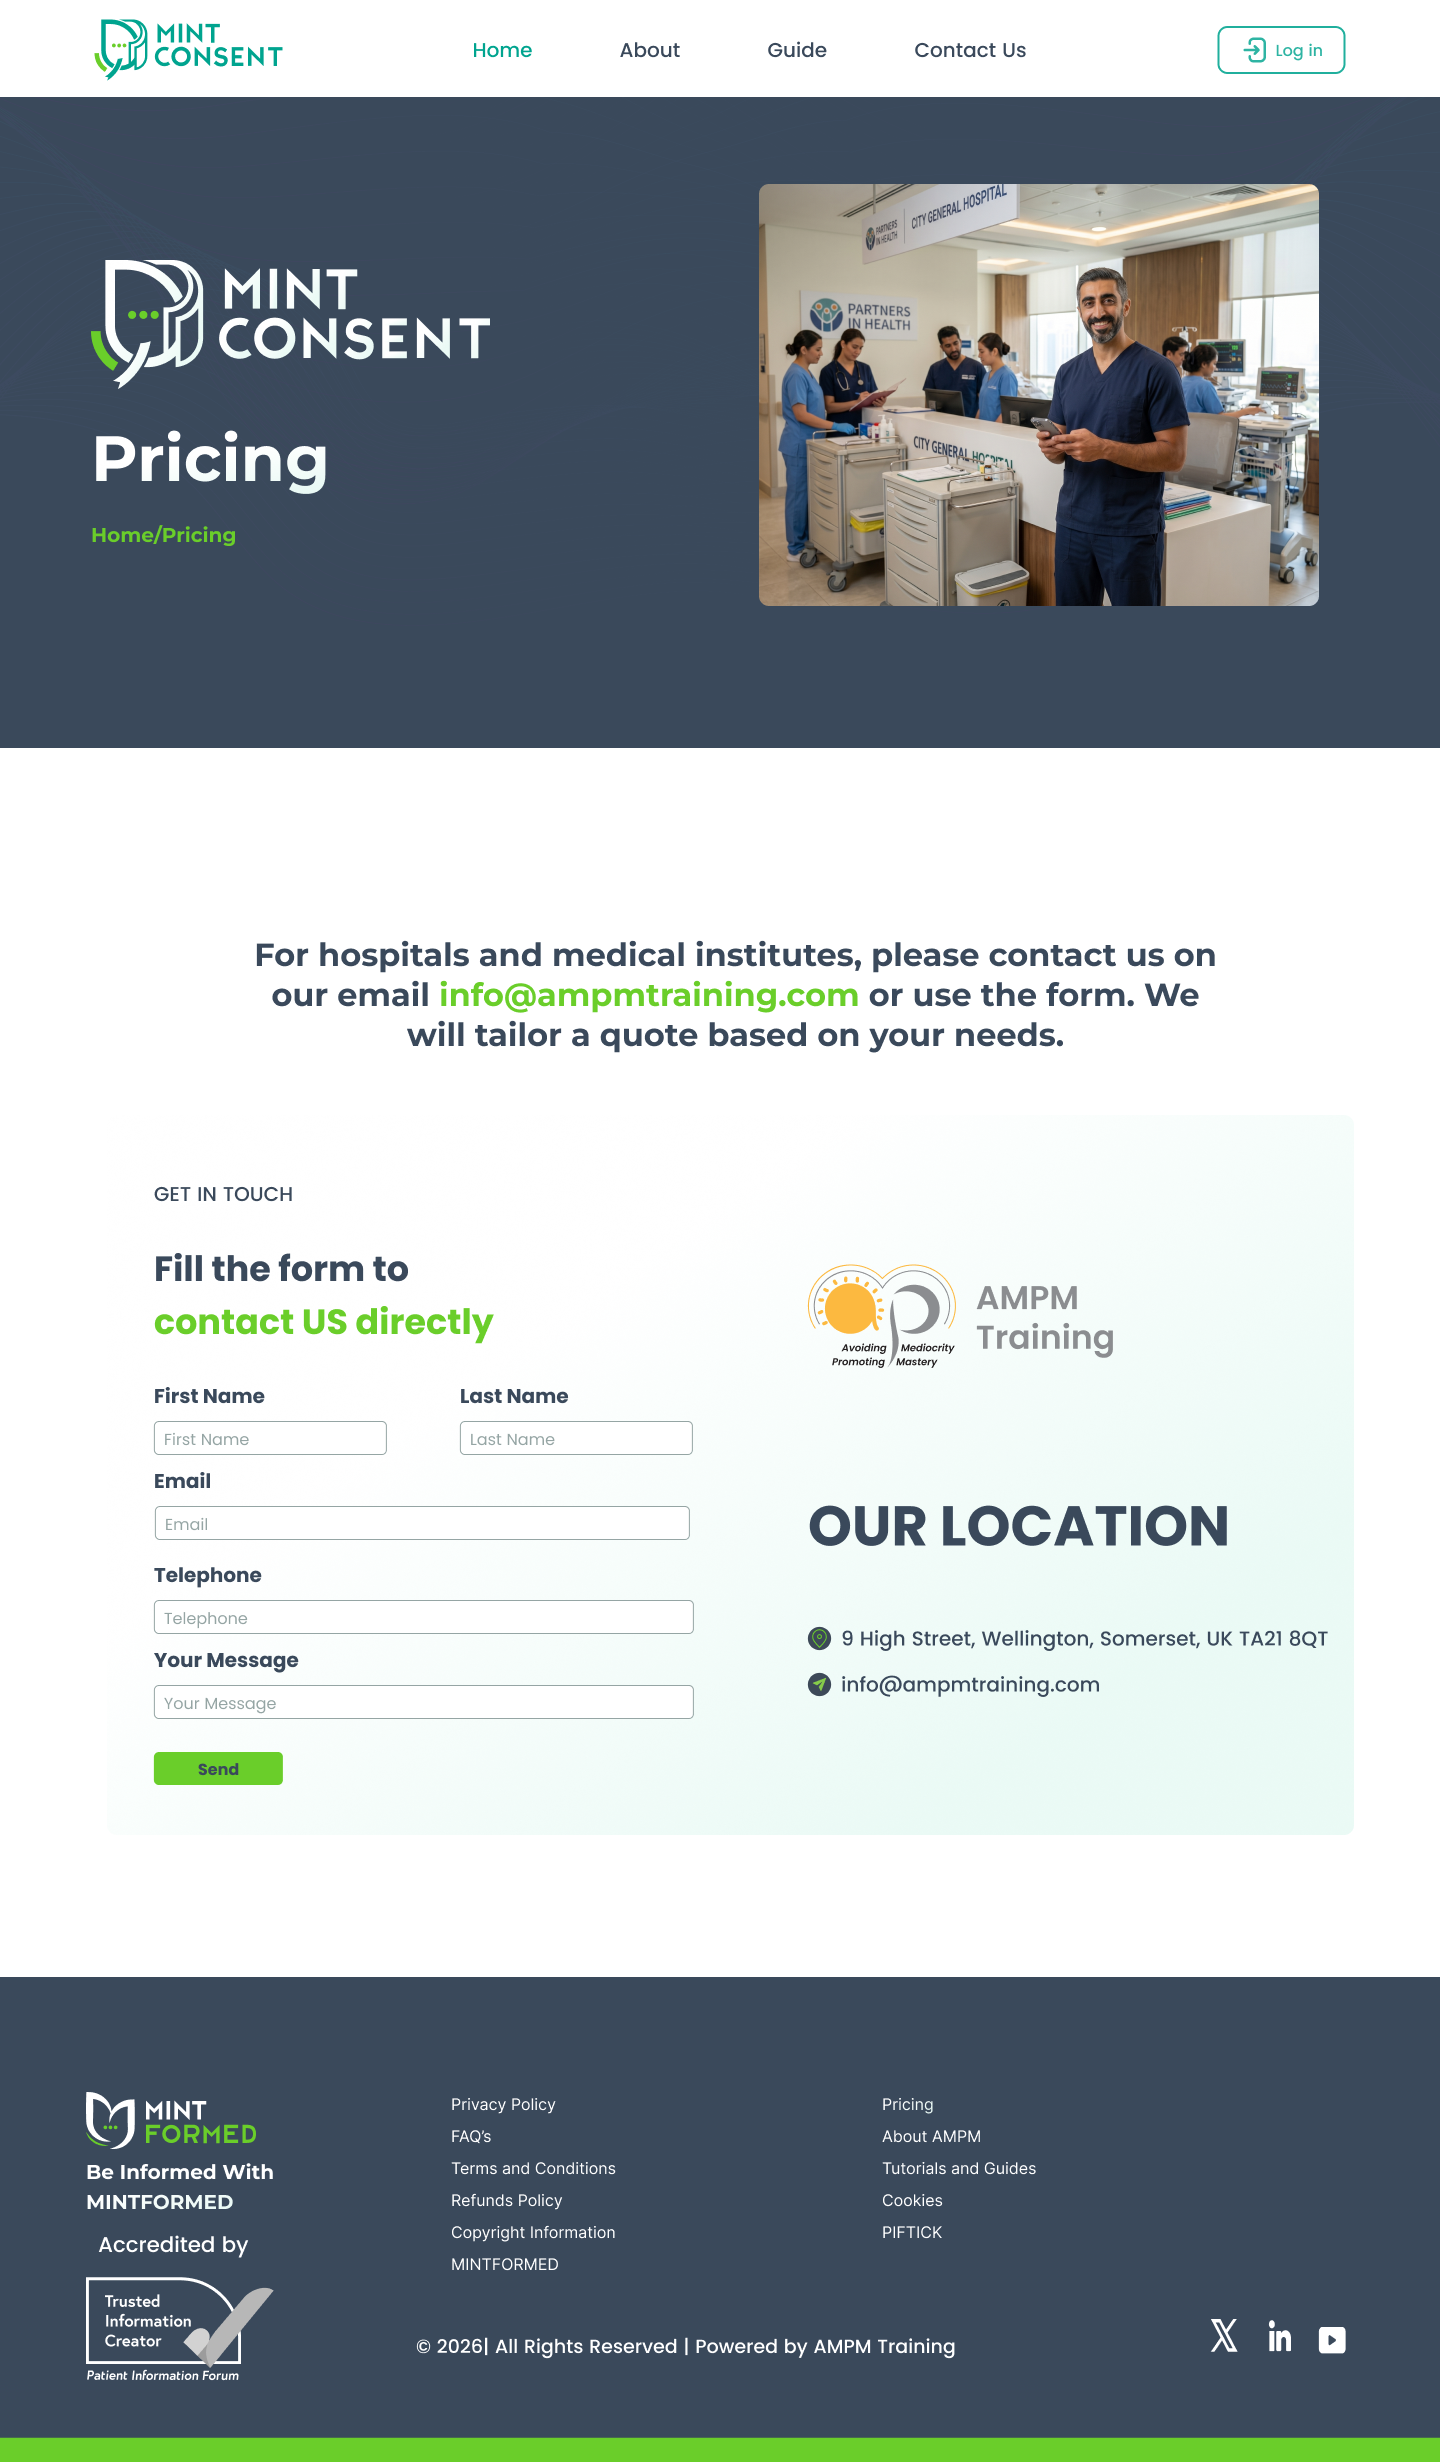 MINT
CONSENT
Home
About
Guide
Contact Us
Log in
MINT
CONSENT
Pricing
Home/Pricing
PARTNERS
IN HEALTH
CITY GENERAL HOSPITAL
PARTNERS
IN HEALTH
CITY GENERAL HOSPITAL
For hospitals and medical institutes, please contact us on
our email info@ampmtraining.com or use the form. We
will tailor a quote based on your needs.
GET IN TOUCH
Fill the form to
contact US directly
First Name
Last Name
First Name
Last Name
Email
Email
Telephone
Telephone
Your Message
Your Message
Send
Avoiding Mediocrity
Promoting Mastery
AMPM
Training
OUR LOCATION
9 High Street, Wellington, Somerset, UK TA21 8QT
info@ampmtraining.com
MINT
FORMED
Be Informed With
MINTFORMED
Accredited by
Trusted
Information
Creator
Patient Information Forum
Privacy Policy
FAQ's
Terms and Conditions
Refunds Policy
Copyright Information
MINTFORMED
Pricing
About AMPM
Tutorials and Guides
Cookies
PIFTICK
© 2026| All Rights Reserved | Powered by AMPM Training
X
in